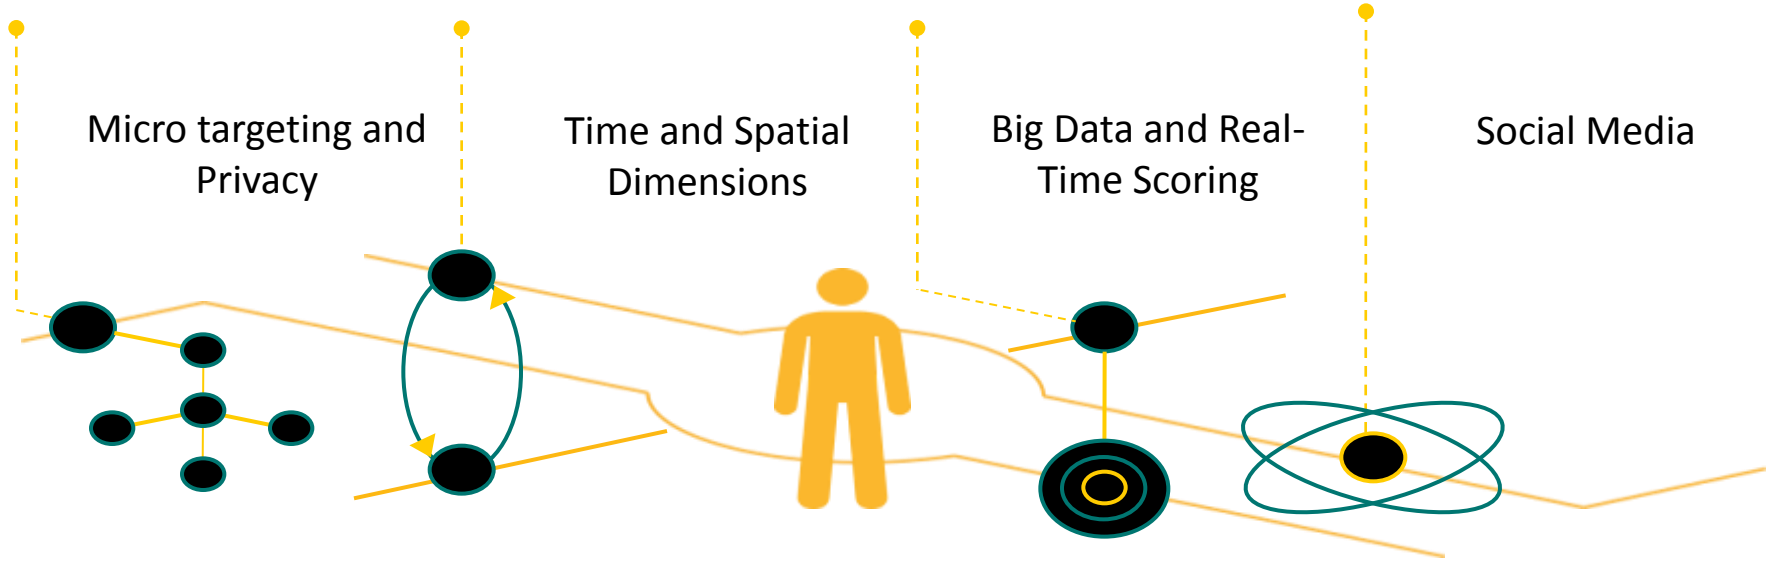 Micro targeting and
Privacy
Time and Spatial
Dimensions
Big Data and Real-
Time Scoring
Social Media